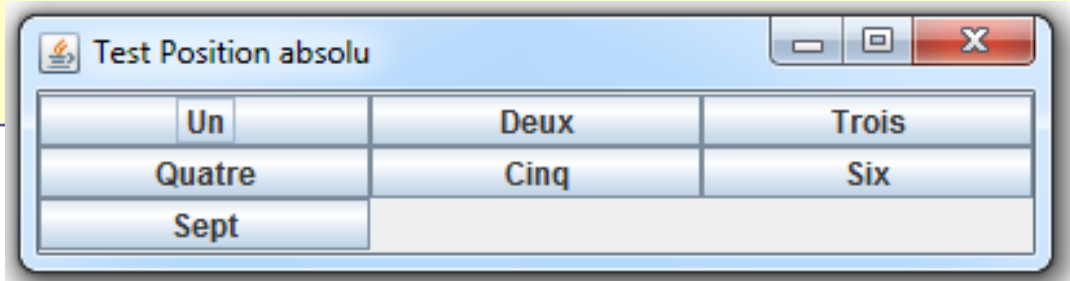 Test Position absolu
Un Deux Trois
Quatre Cinq Six
Sept